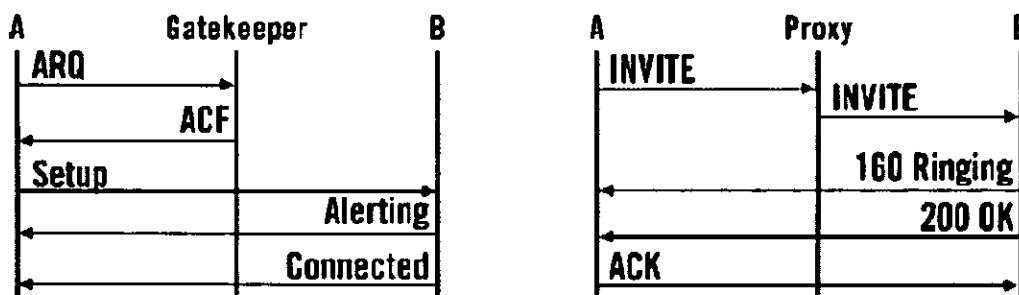 A Gatekeeper B
ARQ
ACF
Setup
Alerting
Connected
A Proxy
INVITE
INVITE
160 Ringing
200 OK
ACK